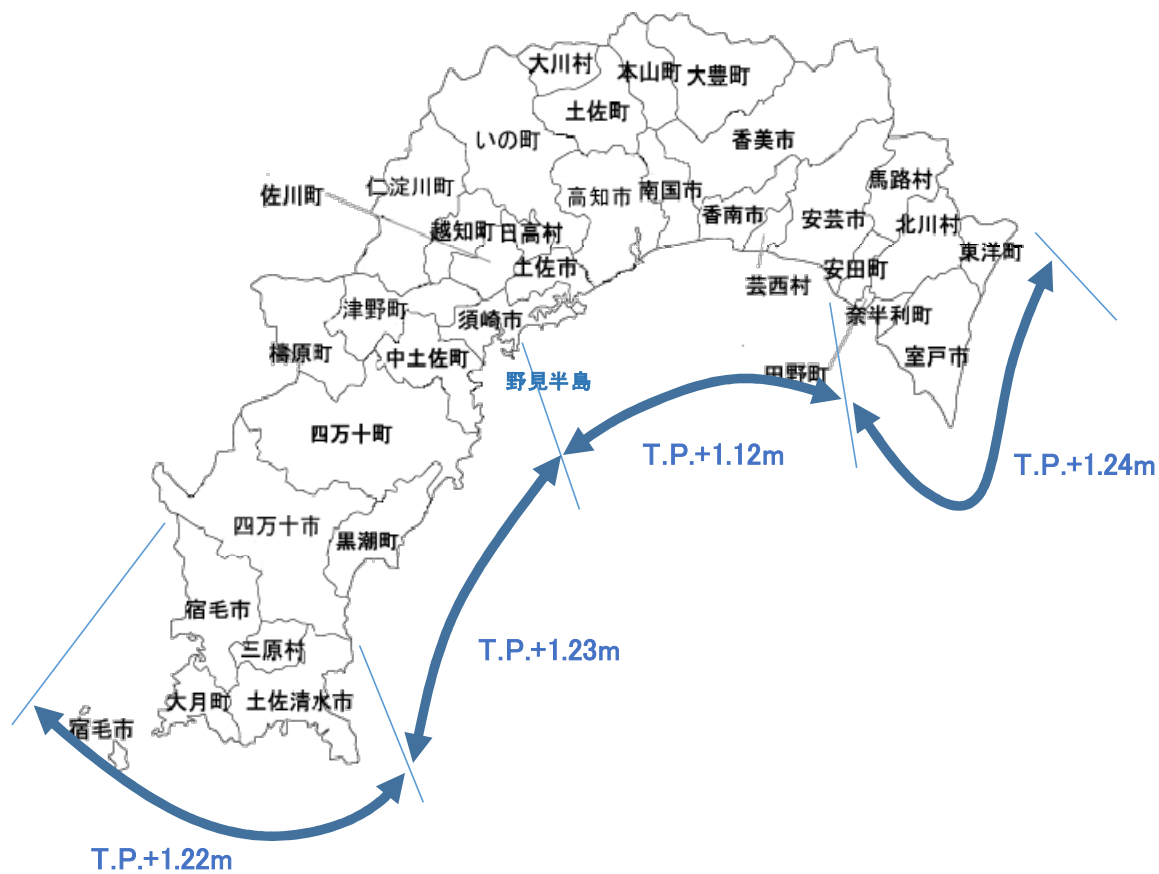 大川村
本山町
大豊町
土佐町
いの町
香美市
仁淀川町
佐川町
高知市
南国市
馬路村
香南市
安芸市
北川村
越知町
日高村
東洋町
土佐市
安田町
芸西村
津野町
須崎市
奈半利町
梼原町
中土佐町
室戸市
田野町
野見半島
四万十町
T.P.+1.12m
T.P.+1.24m
四万十市
黒潮町
宿毛市
三原村
T.P.+1.23m
大月町
土佐清水市
宿毛市
T.P.+1.22m